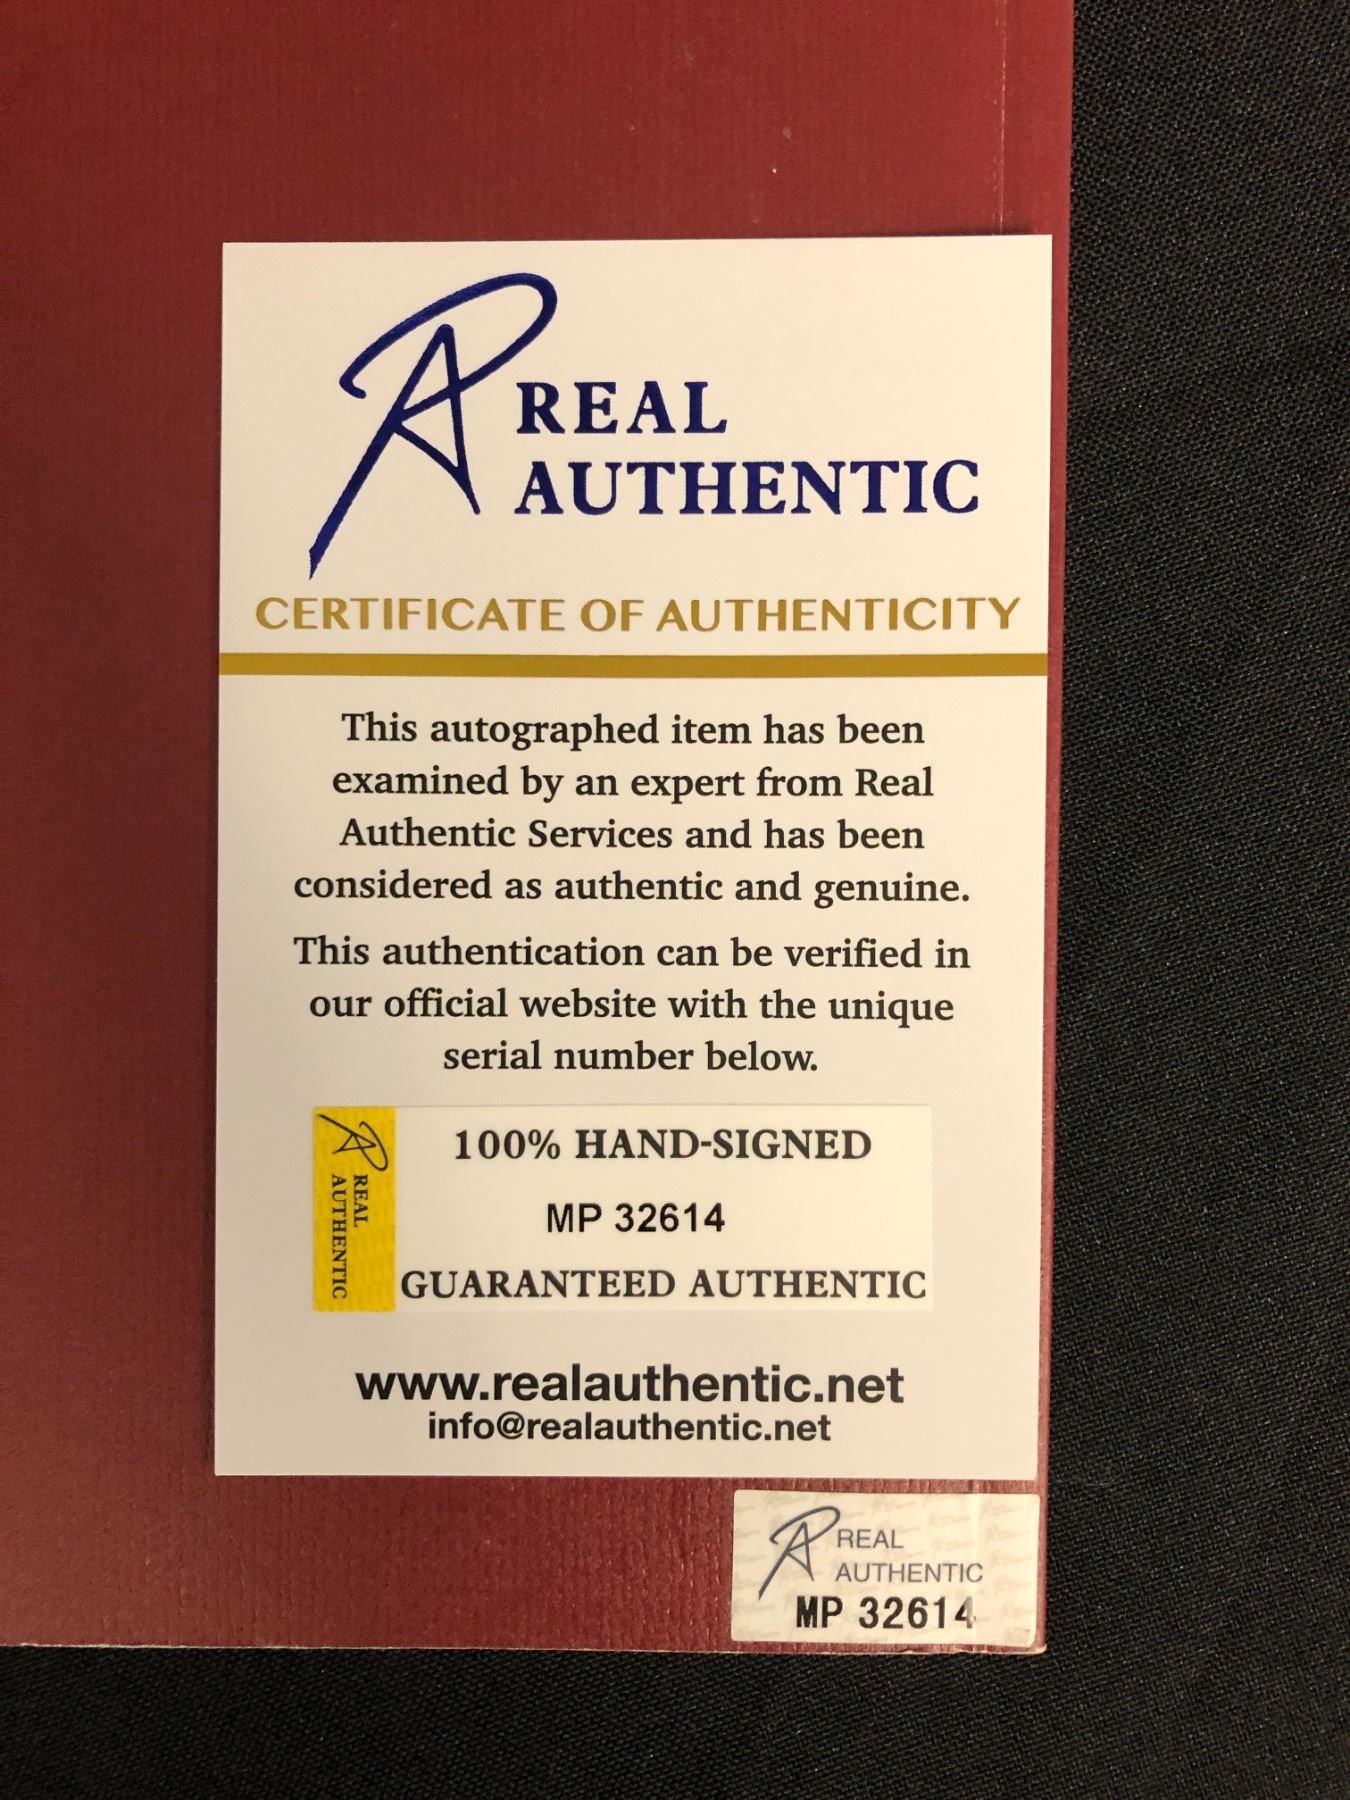 REAL
AUTHENTIC
CERTIFICATE OF AUTHENTICITY
This autographed item has been
examined by an expert from Real
Authentic Services and has been
considered as authentic and genuine.
This authentication can be verified in
our official website with the unique
serial number below.
REAL
AUTHENTIC
100% HAND-SIGNED
MP 32614
GUARANTEED AUTHENTIC
www.realauthentic.net
info@realauthentic.net
REAL
AUTHENTIC
MP 32614